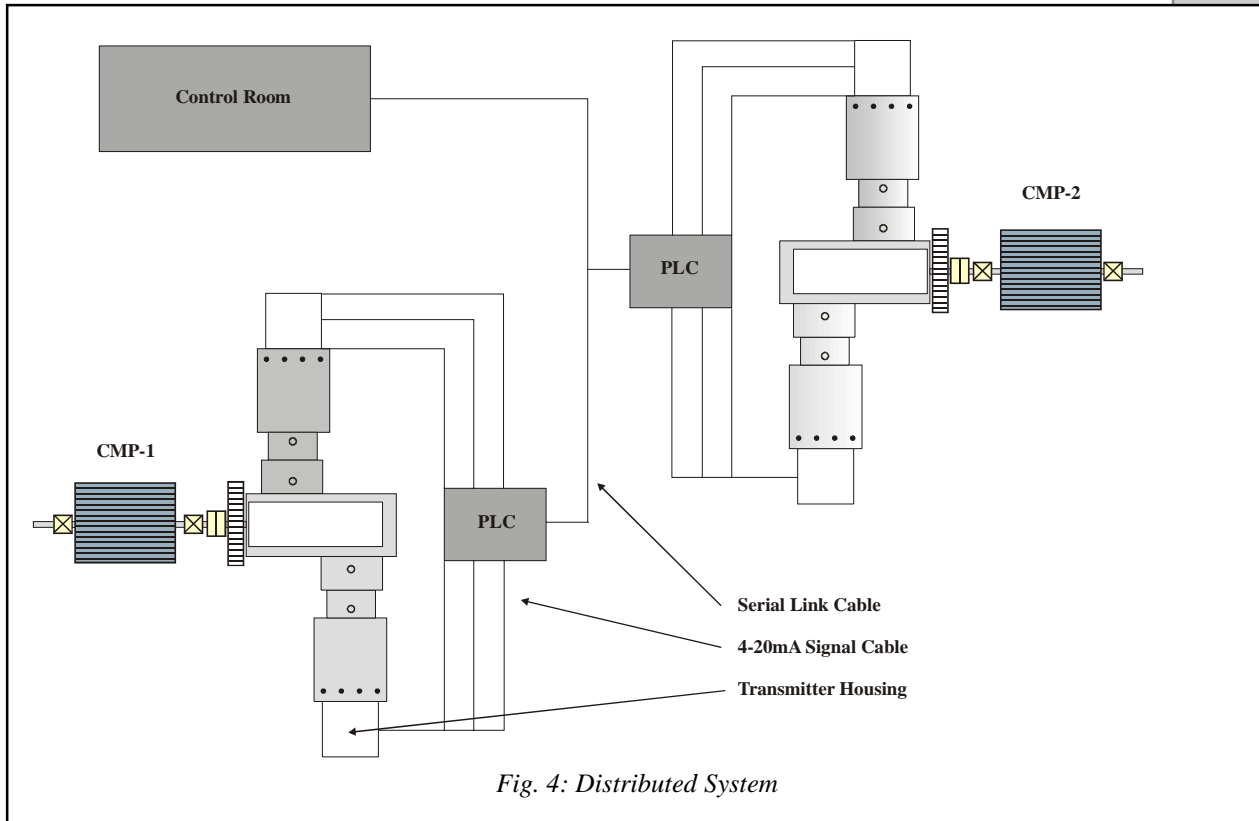 Control Room
CMP-2
PLC
CMP-1
PLC
Serial Link Cable
4-20mA Signal Cable
Transmitter Housing
Fig. 4: Distributed System